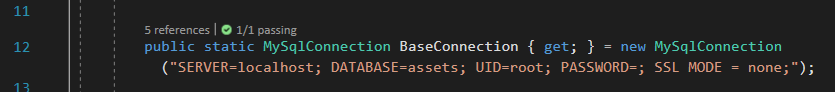 11
5 references | 1/1 passing
12 public static MySqlConnection BaseConnection { get; } = new MySqlConnection
("SERVER=localhost; DATABASE=assets; UID=root; PASSWORD=; SSL MODE = none;");
13